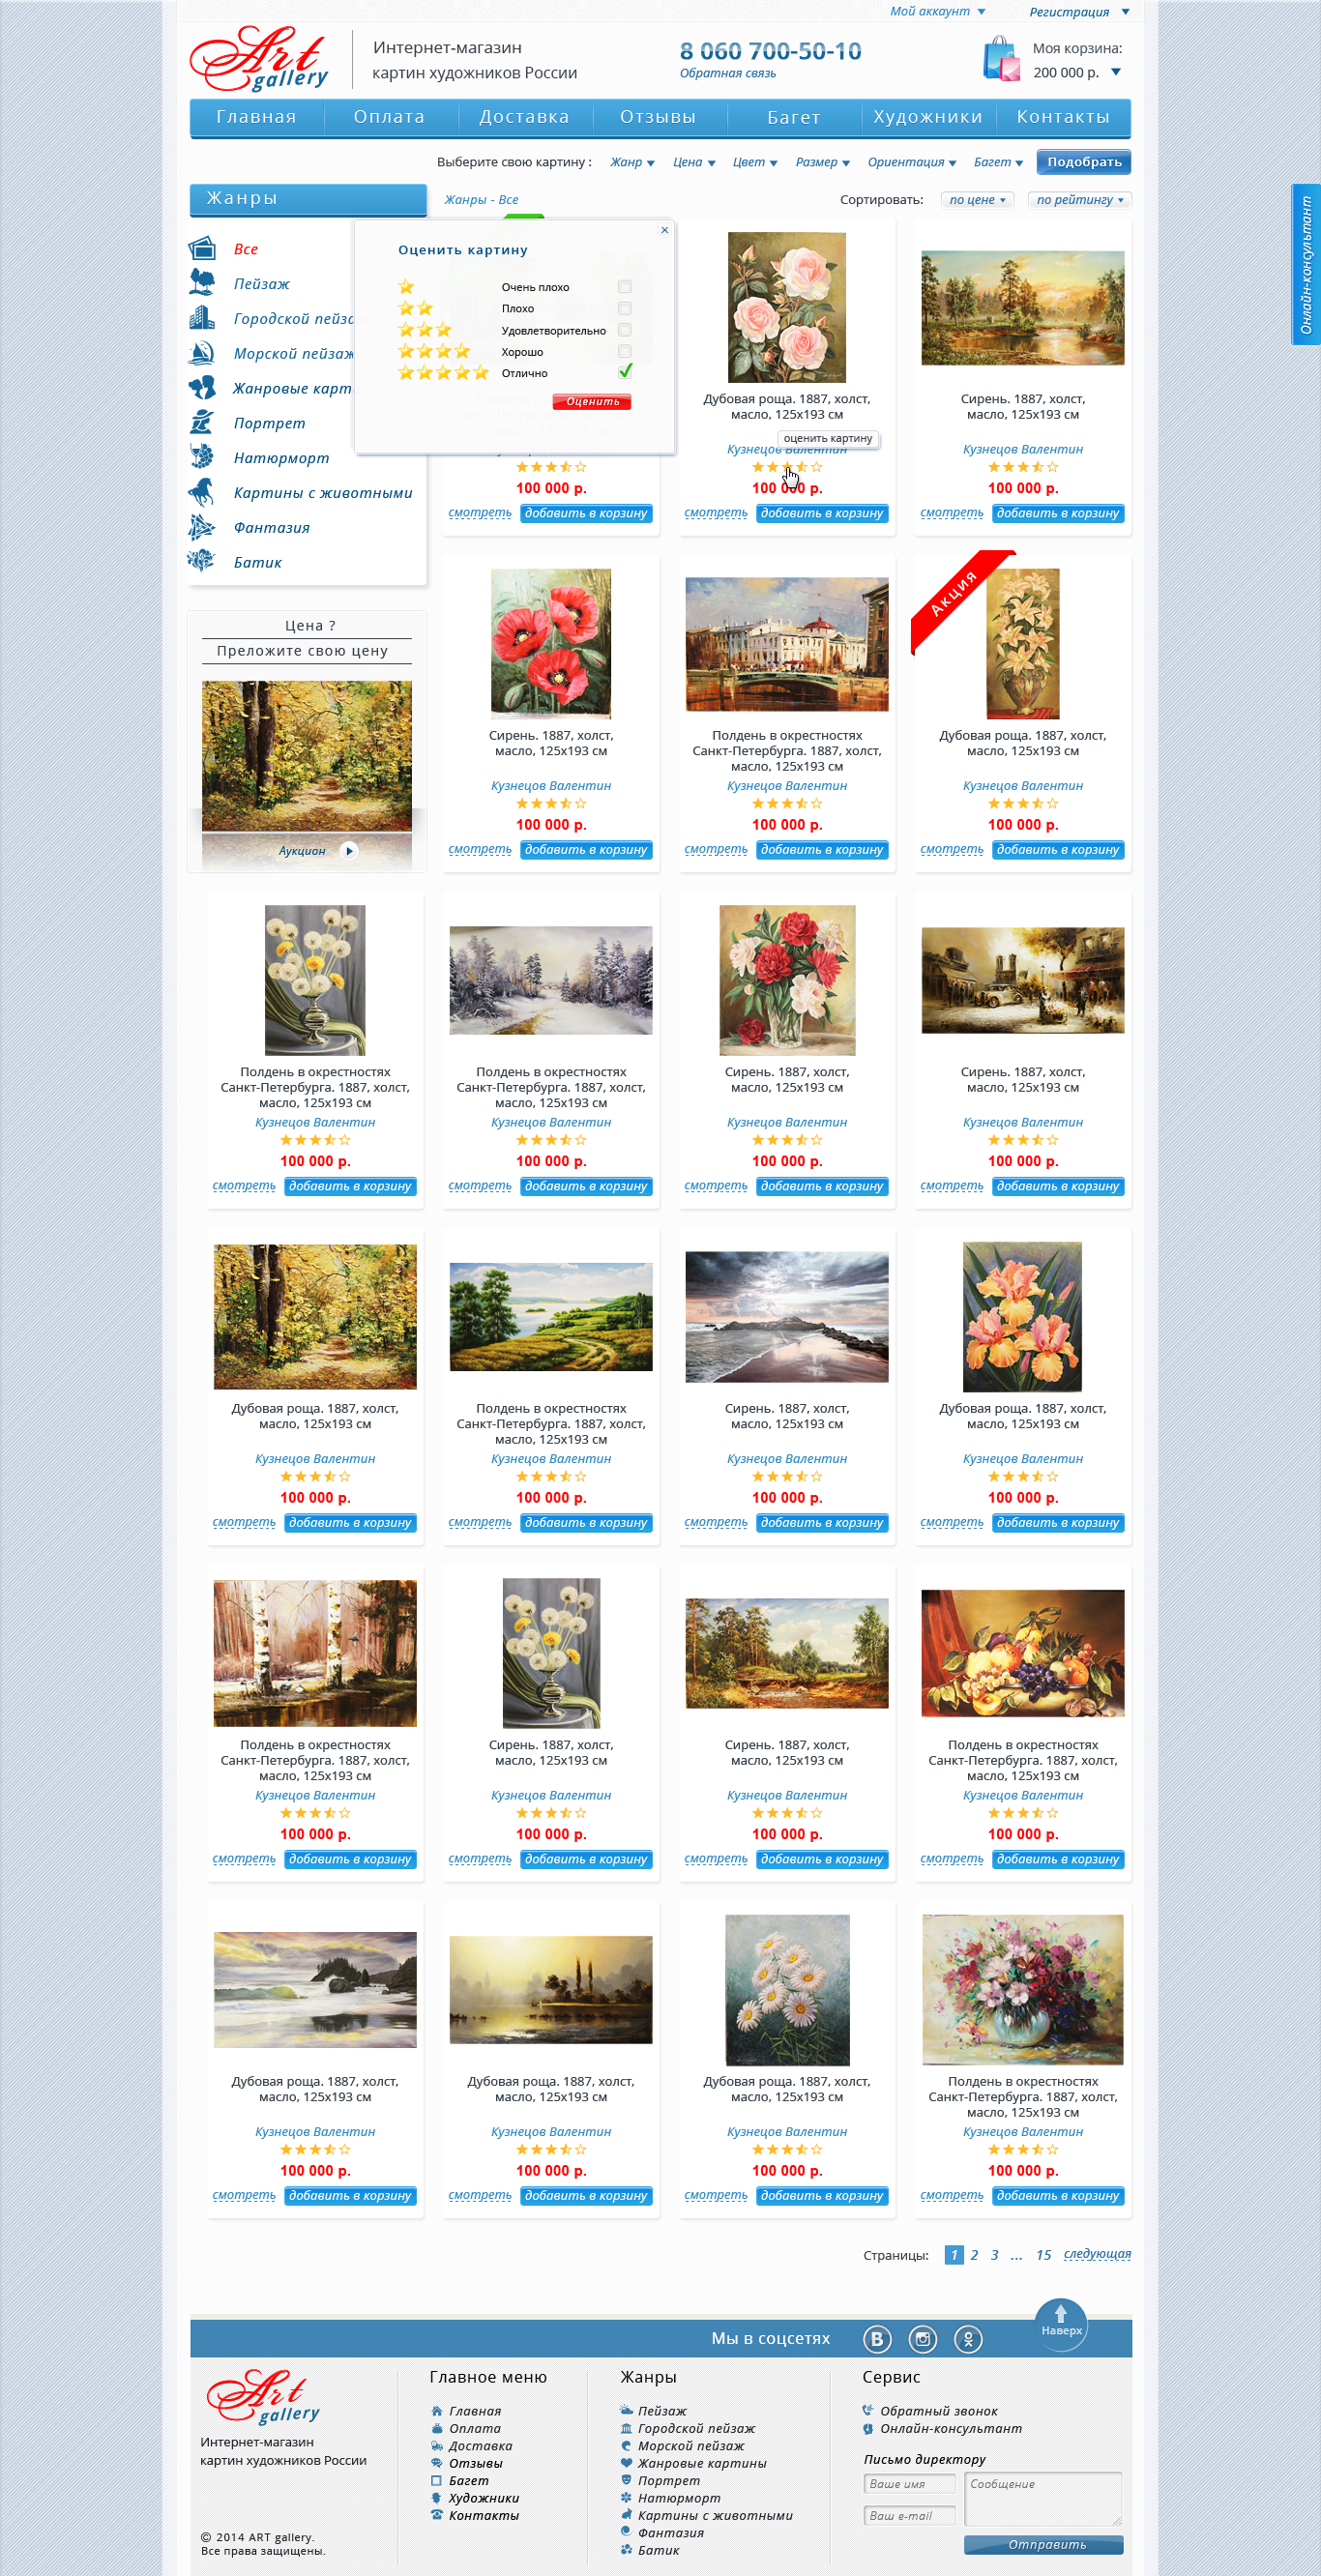 Мой аккаунт
Регистрация
Art gallery
Интернет-магазин
картин художников России
8 060 700-50-10
Обратная связь
Моя корзина:
200 000 р.
Главная Оплата Доставка Отзывы Багет Художники Контакты
Выберите свою картину : Жанр Цена Цвет Размер Ориентация Багет Подобрать
Жанры
Жанры - Все
Сортировать: по цене по рейтингу
Онлайн-консультант
Все
Пейзаж
Городской пейза
Морской пейзаж
Жанровые карт
Портрет
Натюрморт
Картины с животными
Фантазия
Батик
×
Оценить картину
Очень плохо
Плохо
Удовлетворительно
Хорошо
Отлично
Оценить
100 000 р.
смотреть добавить в корзину
Дубовая роща. 1887, холст,
масло, 125х193 см
оценить картину
Кузнецов Валентин
100 000 р.
смотреть добавить в корзину
Сирень. 1887, холст,
масло, 125х193 см
Кузнецов Валентин
100 000 р.
смотреть добавить в корзину
Цена ?
Преложите свою цену
Аукцион
Сирень. 1887, холст,
масло, 125х193 см
Кузнецов Валентин
100 000 р.
смотреть добавить в корзину
Полдень в окрестностях
Санкт-Петербурга. 1887, холст,
масло, 125х193 см
Кузнецов Валентин
100 000 р.
смотреть добавить в корзину
Акция
Дубовая роща. 1887, холст,
масло, 125х193 см
Кузнецов Валентин
100 000 р.
смотреть добавить в корзину
Полдень в окрестностях
Санкт-Петербурга. 1887, холст,
масло, 125х193 см
Кузнецов Валентин
100 000 р.
смотреть добавить в корзину
Полдень в окрестностях
Санкт-Петербурга. 1887, холст,
масло, 125х193 см
Кузнецов Валентин
100 000 р.
смотреть добавить в корзину
Сирень. 1887, холст,
масло, 125х193 см
Кузнецов Валентин
100 000 р.
смотреть добавить в корзину
Сирень. 1887, холст,
масло, 125х193 см
Кузнецов Валентин
100 000 р.
смотреть добавить в корзину
Дубовая роща. 1887, холст,
масло, 125х193 см
Кузнецов Валентин
100 000 р.
смотреть добавить в корзину
Полдень в окрестностях
Санкт-Петербурга. 1887, холст,
масло, 125х193 см
Кузнецов Валентин
100 000 р.
смотреть добавить в корзину
Сирень. 1887, холст,
масло, 125х193 см
Кузнецов Валентин
100 000 р.
смотреть добавить в корзину
Дубовая роща. 1887, холст,
масло, 125х193 см
Кузнецов Валентин
100 000 р.
смотреть добавить в корзину
Полдень в окрестностях
Санкт-Петербурга. 1887, холст,
масло, 125х193 см
Кузнецов Валентин
100 000 р.
смотреть добавить в корзину
Сирень. 1887, холст,
масло, 125х193 см
Кузнецов Валентин
100 000 р.
смотреть добавить в корзину
Сирень. 1887, холст,
масло, 125х193 см
Кузнецов Валентин
100 000 р.
смотреть добавить в корзину
Полдень в окрестностях
Санкт-Петербурга. 1887, холст,
масло, 125х193 см
Кузнецов Валентин
100 000 р.
смотреть добавить в корзину
Дубовая роща. 1887, холст,
масло, 125х193 см
Кузнецов Валентин
100 000 р.
смотреть добавить в корзину
Дубовая роща. 1887, холст,
масло, 125х193 см
Кузнецов Валентин
100 000 р.
смотреть добавить в корзину
Дубовая роща. 1887, холст,
масло, 125х193 см
Кузнецов Валентин
100 000 р.
смотреть добавить в корзину
Полдень в окрестностях
Санкт-Петербурга. 1887, холст,
масло, 125х193 см
Кузнецов Валентин
100 000 р.
смотреть добавить в корзину
Страницы: 1 2 3 ... 15 следующая
Мы в соцсетях
В
Наверх
Art gallery
Интернет-магазин
картин художников России
© 2014 ART gallery.
Все права защищены.
Главное меню
Главная
Оплата
Доставка
Отзывы
Багет
Художники
Контакты
Жанры
Пейзаж
Городской пейзаж
Морской пейзаж
Жанровые картины
Портрет
Натюрморт
Картины с животными
Фантазия
Батик
Сервис
Обратный звонок
Онлайн-консультант
Письмо директору
Ваше имя
Ваш e-mail
Сообщение
Отправить